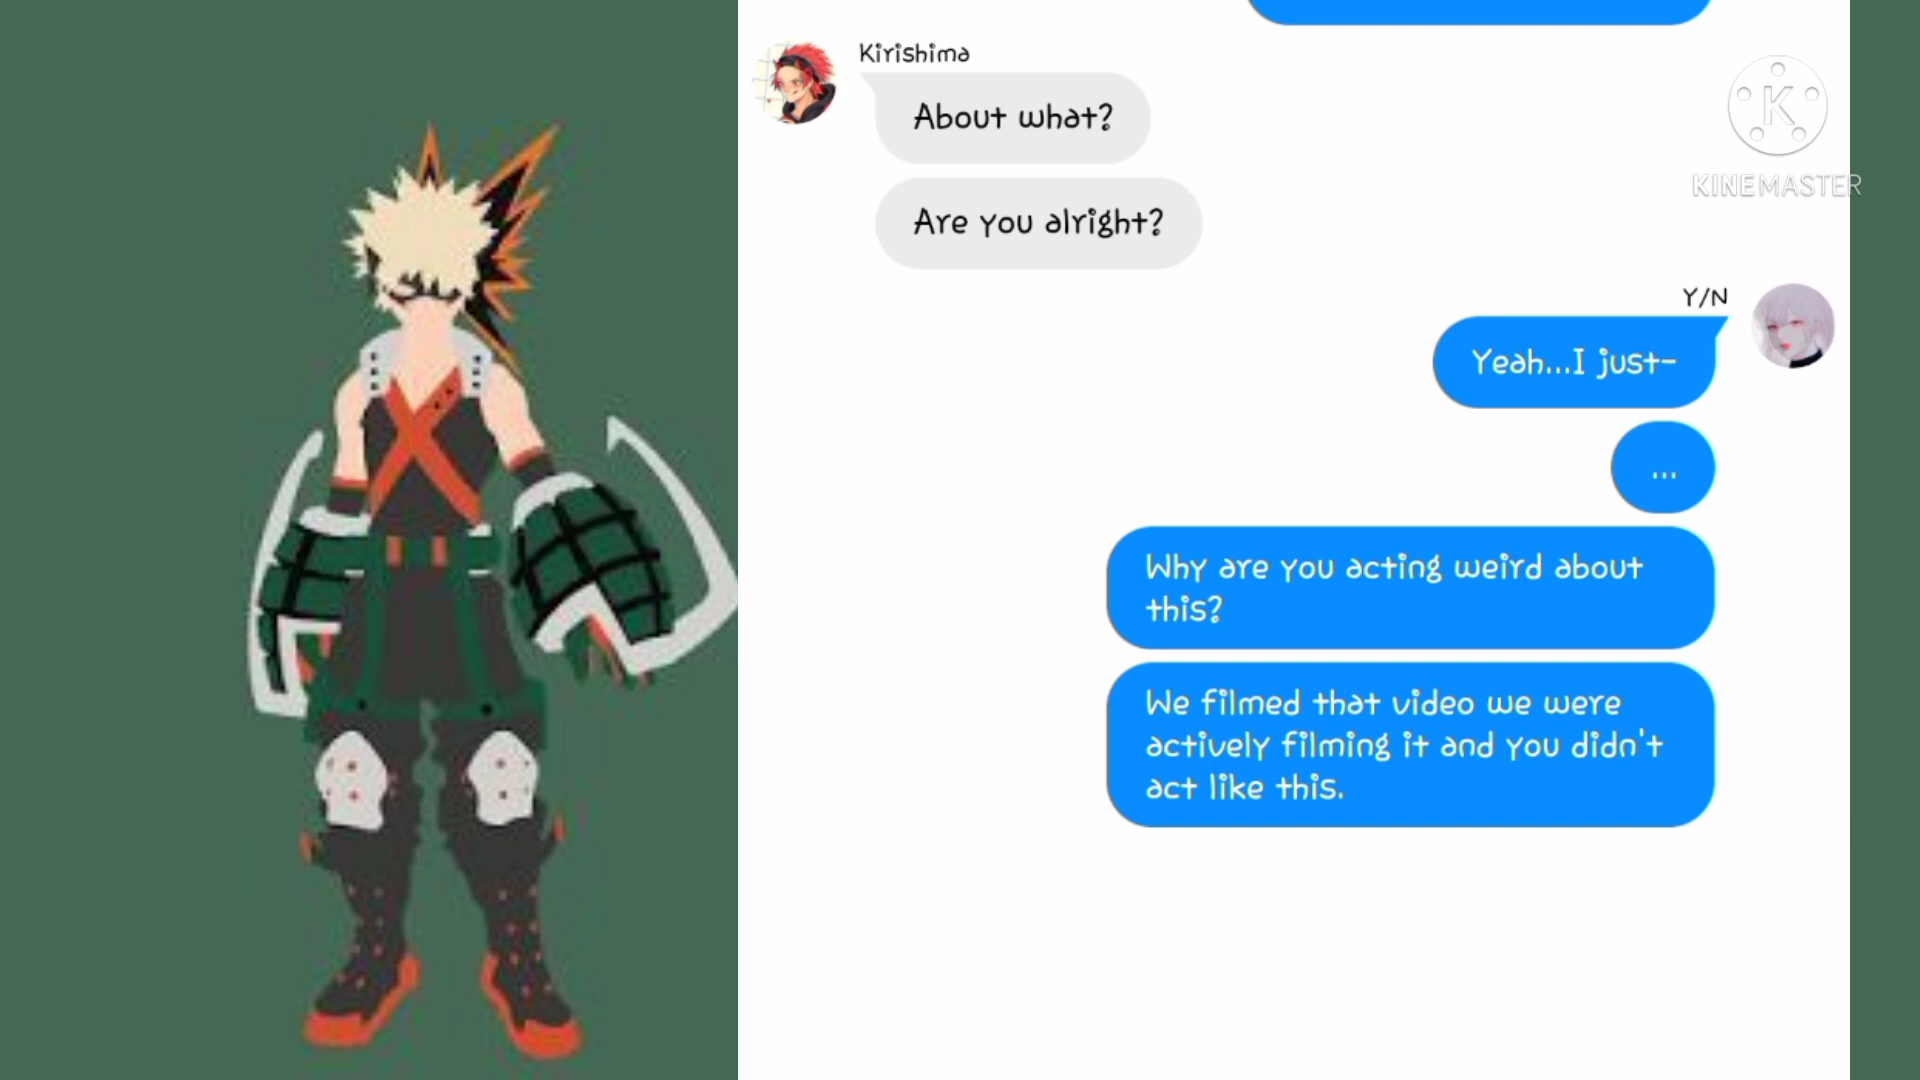 Kirishima
About what?
Are you alright?
K
KINEMASTER
Y/N
Yeah...I just-
...
Why are you acting weird about
this?
We filmed that video we were
actively filming it and you didn't
act like this.